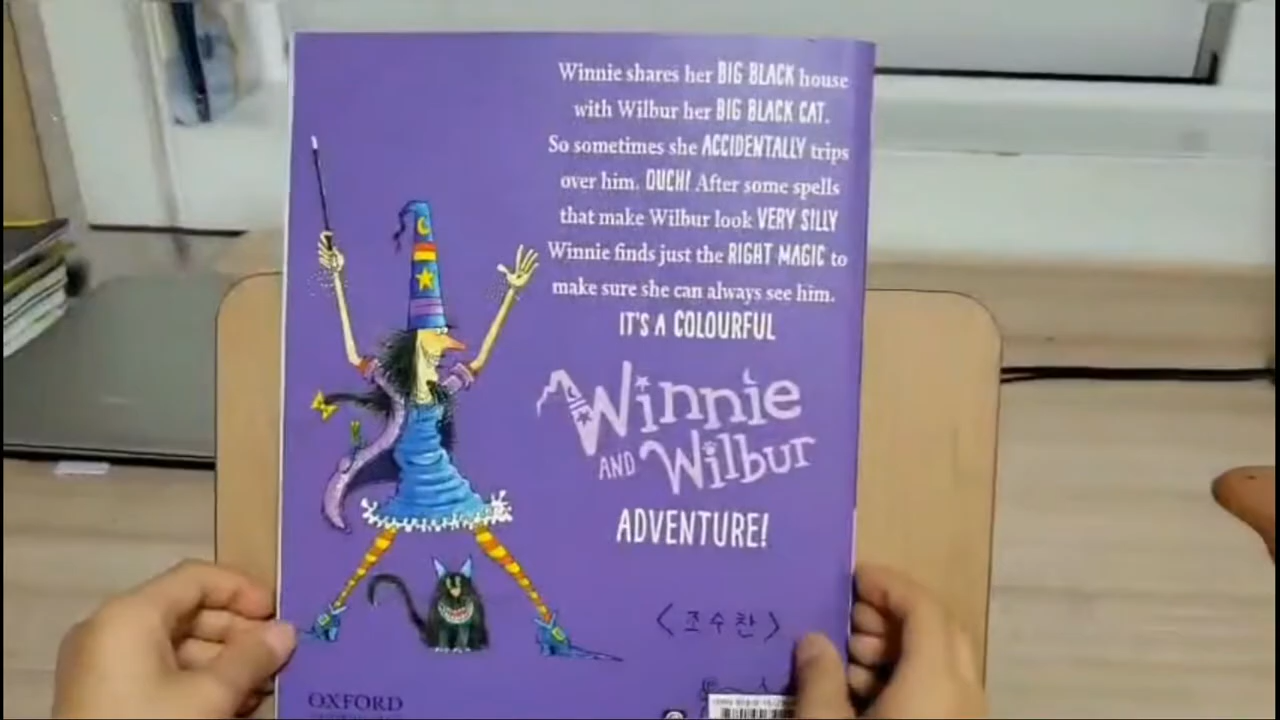 Winnie shares her BIG BLACK house
with Wilbur her BIG BLACK CAT.
So sometimes she ACCIDENTALLY trips
over him. OUCH! After some spells
that make Wilbur look VERY SILLY
Winnie finds just the RIGHT MAGIC to
make sure she can always see him.
IT'S A COLOURFUL
Winnie
AND Wilbur
ADVENTURE!
<조수찬>
OXFORD